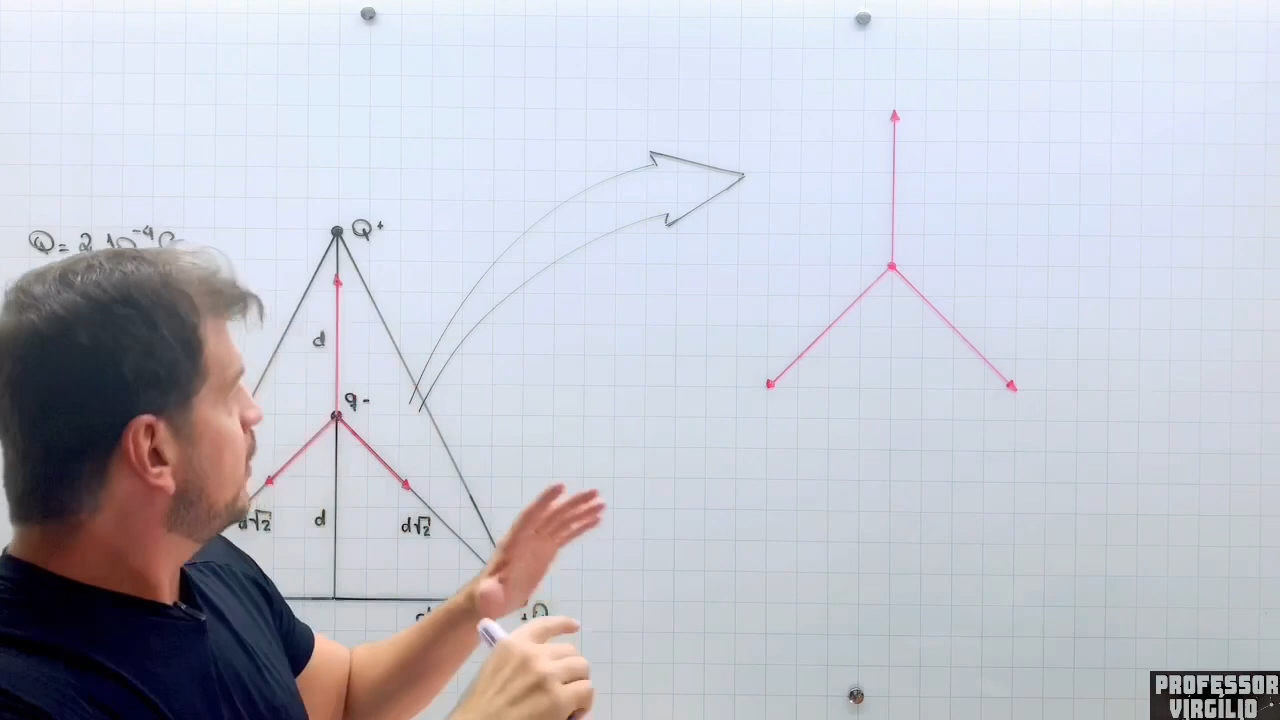 Q+
Q = 2. 10⁻⁴
d
q-
d√2
d
d√2
+Q
PROFESSOR
VIRGÍLIO